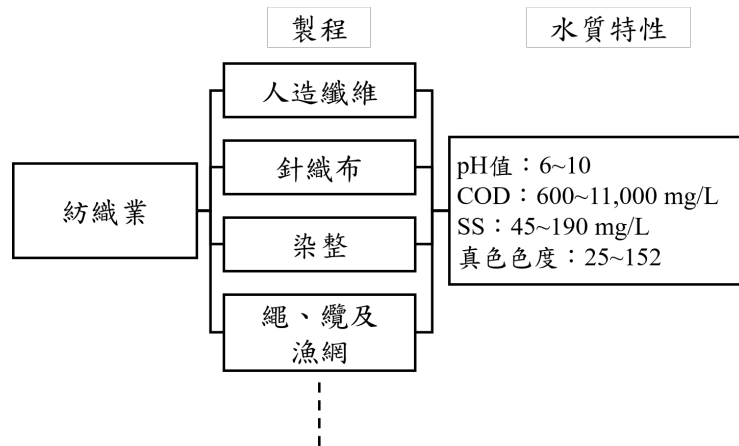 製程
水質特性
紡織業
人造纖維
針織布
染整
繩、纜及
漁網
pH值：6~10
COD：600~11,000 mg/L
SS：45~190 mg/L
真色色度：25~152